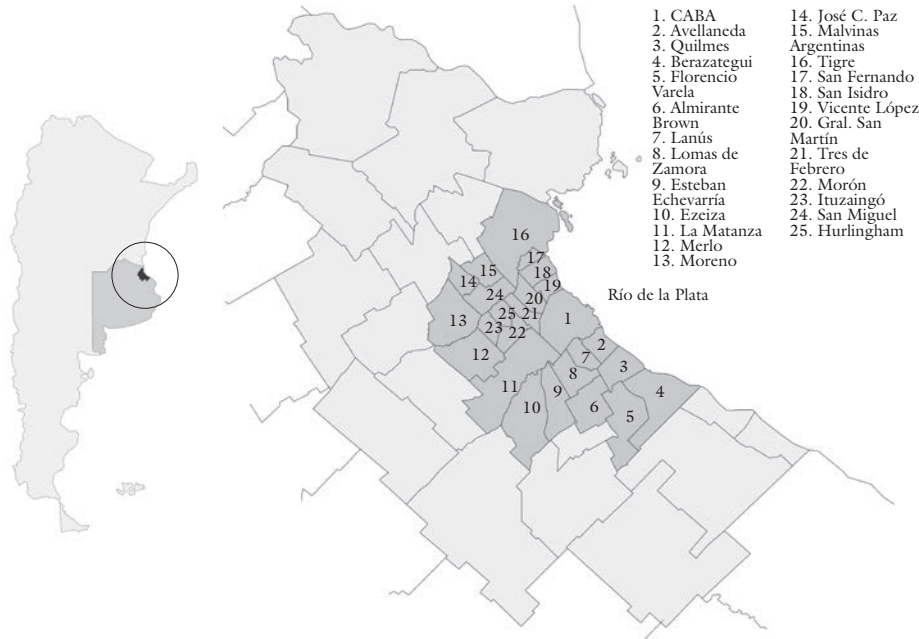 1. CABA
2. Avellaneda
3. Quilmes
4. Berazategui
5. Florencio
Varela
6. Almirante
Brown
7. Lanús
8. Lomas de
Zamora
9. Esteban
Echevarría
10. Ezeiza
11. La Matanza
12. Merlo
13. Moreno
14. José C. Paz
15. Malvinas
Argentinas
16. Tigre
17. San Fernando
18. San Isidro
19. Vicente López
20. Gral. San
Martín
21. Tres de
Febrero
22. Morón
23. Ituzaingó
24. San Miguel
25. Hurlingham
16
17
15
18
14
19
24
20
25
21
13
1
23
22
2
12
7
3
8
11
9
4
10
6
5
Río de la Plata